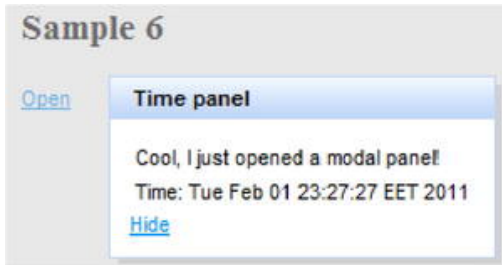 Sample 6
Open
Time panel
Cool, I just opened a modal panel!
Time: Tue Feb 01 23:27:27 EET 2011
Hide